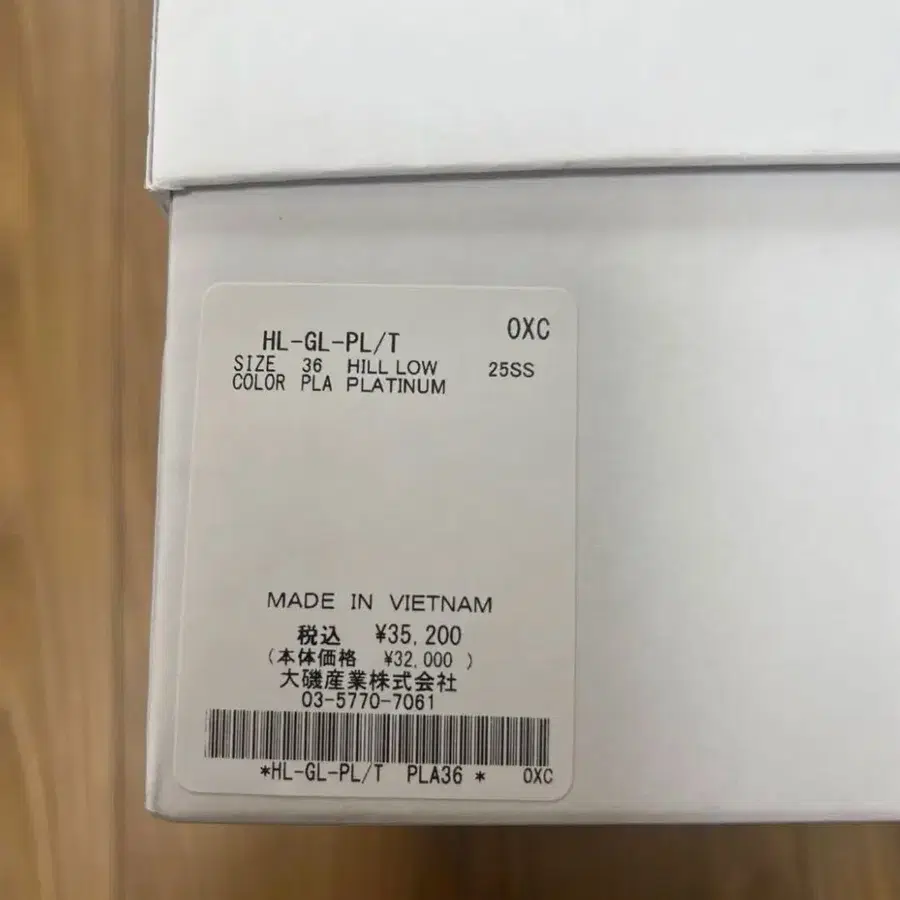 HL-GL-PL/T OXC
SIZE 36 HILL LOW 25SS
COLOR PLA PLATINUM
MADE IN VIETNAM
税込 ¥35,200
(本体価格 ¥32,000 )
大磯産業株式会社
03-5770-7061
*HL-GL-PL/T PLA36 * OXC